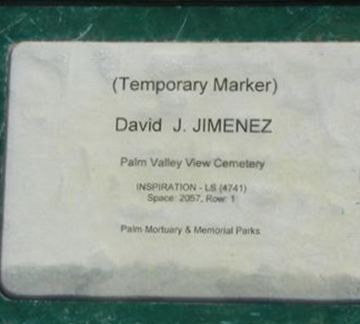 (Temporary Marker)
David J. JIMENEZ
Palm Valley View Cemetery
INSPIRATION - LS (4741)
Space: 2057, Row: 1
Palm Mortuary & Memorial Parks